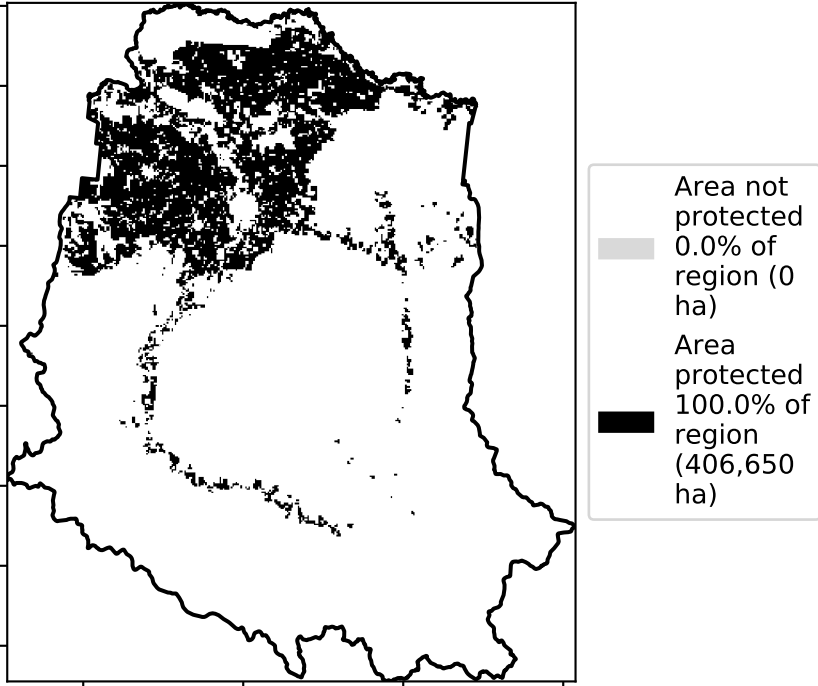 Area not
protected
0.0% of
region (0
ha)
Area
protected
100.0% of
region
(406,650
ha)